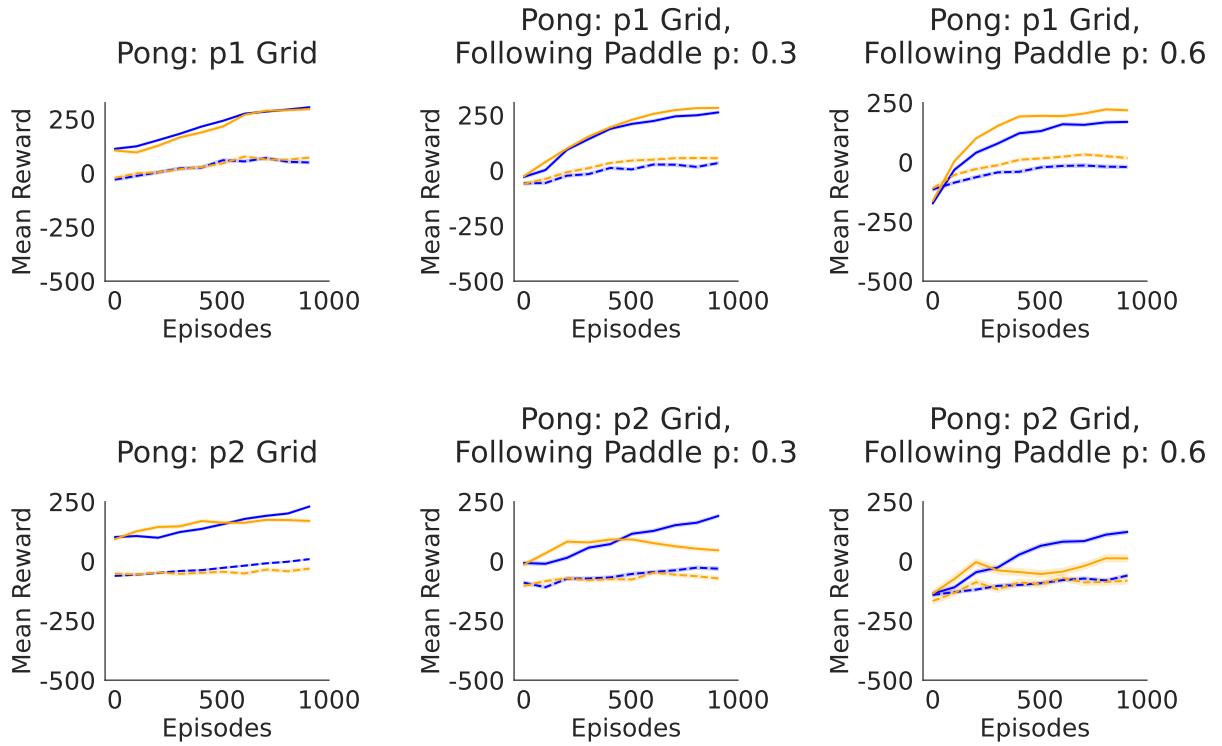 Pong: p1 Grid
Mean Reward
250
0
-250
-500
0
500
1000
Episodes
Pong: p1 Grid,
Following Paddle p: 0.3
Mean Reward
250
0
-250
-500
0
500
1000
Episodes
Pong: p1 Grid,
Following Paddle p: 0.6
Mean Reward
250
0
-250
-500
0
500
1000
Episodes
Pong: p2 Grid
Mean Reward
250
0
-250
-500
0
500
1000
Episodes
Pong: p2 Grid,
Following Paddle p: 0.3
Mean Reward
250
0
-250
-500
0
500
1000
Episodes
Pong: p2 Grid,
Following Paddle p: 0.6
Mean Reward
250
0
-250
-500
0
500
1000
Episodes